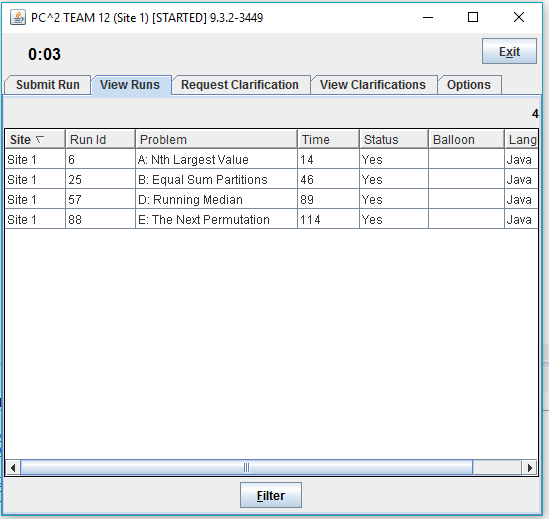 PC^2 TEAM 12 (Site 1) [STARTED] 9.3.2-3449
0:03 Exit
Submit Run View Runs Request Clarification View Clarifications Options
4
Site Run Id Problem Time Status Balloon Lang
Site 1 6 A: Nth Largest Value 14 Yes Java
Site 1 25 B: Equal Sum Partitions 46 Yes Java
Site 1 57 D: Running Median 89 Yes Java
Site 1 88 E: The Next Permutation 114 Yes Java
Filter